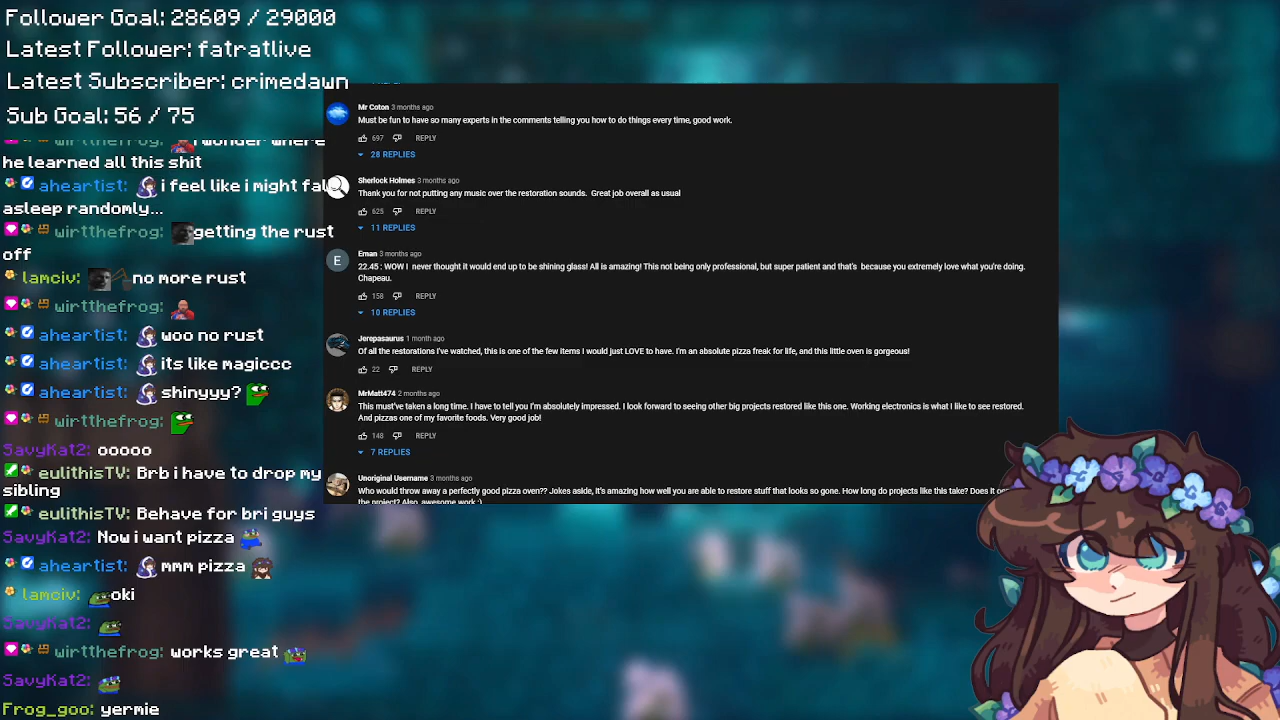 Follower Goal: 28609 / 29000
Latest Follower: fatratlive
Latest Subscriber: crimedawn
Sub Goal: 56 / 75
wirtthefrog: I wonder where
he learned all this shit
aheartist: i feel like i might fal
asleep randomly...
wirtthefrog: getting the rust
off
lamciv: no more rust
wirtthefrog:
aheartist: woo no rust
aheartist: its like magiccc
aheartist: shinyyy?
wirtthefrog:
SavyKat2: ooooo
eulithisTV: Brb i have to drop my
sibling
eulithisTV: Behave for bri guys
SavyKat2: Now i want pizza
aheartist: mmm pizza
lamciv: oki
SavyKat2:
wirtthefrog: works great
SavyKat2:
Frog_goo: yermie
Mr Coton 3 months ago
Must be fun to have so many experts in the comments telling you how to do things every time, good work.
697 REPLY
28 REPLIES
Sherlock Holmes 3 months ago
Thank you for not putting any music over the restoration sounds. Great job overall as usual
625 REPLY
11 REPLIES
E
Eman 3 months ago
22.45 : WOW I never thought it would end up to be shining glass! All is amazing! This not being only professional, but super patient and that's because you extremely love what you're doing.
Chapeau.
158 REPLY
10 REPLIES
Jerepasaurus 1 month ago
Of all the restorations I've watched, this is one of the few items I would just LOVE to have. I'm an absolute pizza freak for life, and this little oven is gorgeous!
22 REPLY
MrMatt474 2 months ago
This must've taken a long time. I have to tell you I'm absolutely impressed. I look forward to seeing other big projects restored like this one. Working electronics is what I like to see restored.
And pizzas one of my favorite foods. Very good job!
148 REPLY
7 REPLIES
Unoriginal Username 3 months ago
Who would throw away a perfectly good pizza oven?? Jokes aside, it's amazing how well you are able to restore stuff that looks so gone. How long do projects like this take? Does it
the project? Also, awesome work :)